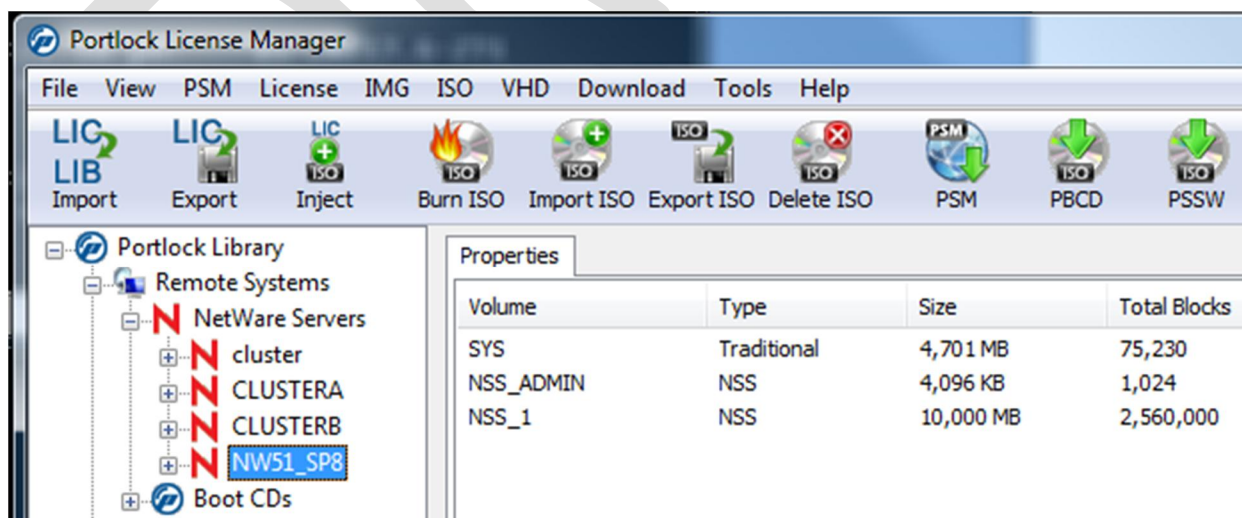 Portlock License Manager
File View PSM License IMG ISO VHD Download Tools Help
LIC LIB Import
LIC Export
LIC ISO Inject
ISO Burn ISO
ISO Import ISO
ISO Export ISO
ISO Delete ISO
PSM PSM
ISO PBCD
ISO PSSW
Portlock Library
Remote Systems
NetWare Servers
cluster
CLUSTERA
CLUSTERB
NW51_SP8
Boot CDs
Properties
Volume Type Size Total Blocks
SYS Traditional 4,701 MB 75,230
NSS_ADMIN NSS 4,096 KB 1,024
NSS_1 NSS 10,000 MB 2,560,000